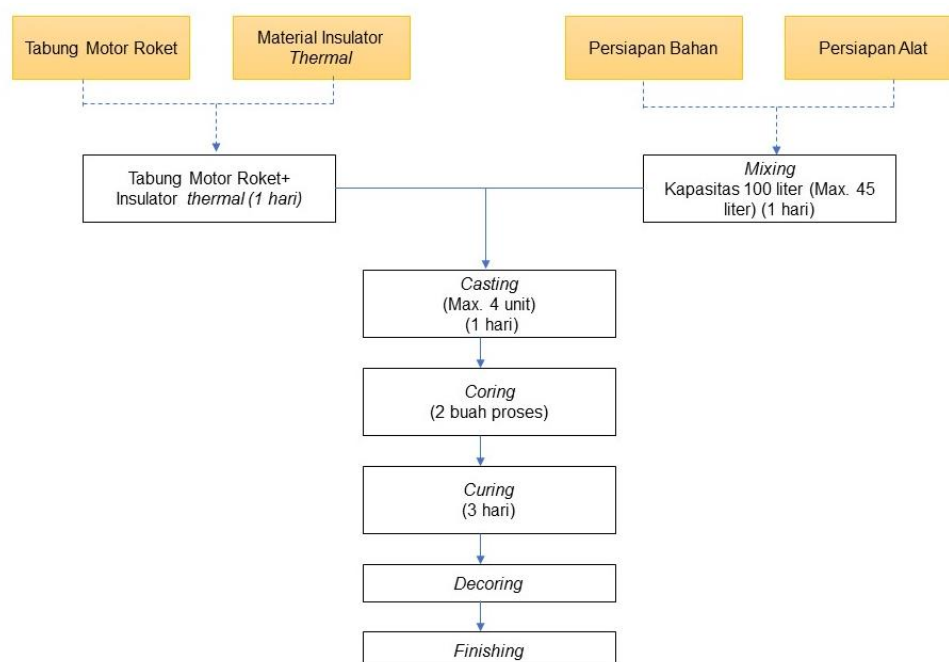 Tabung Motor Roket
Material Insulator
Thermal
Persiapan Bahan
Persiapan Alat
Tabung Motor Roket+
Insulator thermal (1 hari)
Mixing
Kapasitas 100 liter (Max. 45
liter) (1 hari)
Casting
(Max. 4 unit)
(1 hari)
Coring
(2 buah proses)
Curing
(3 hari)
Decoring
Finishing